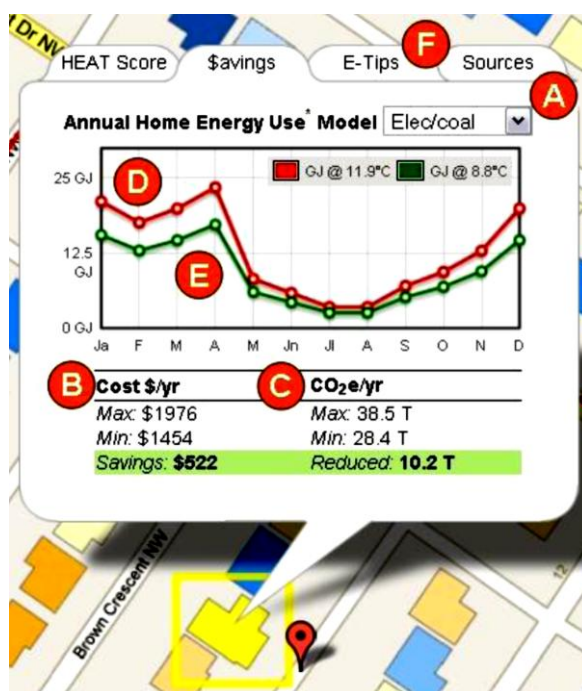 Dr NW
F
HEAT Score $avings E-Tips Sources
A
Annual Home Energy Use* Model Elec/coal
25 GJ
D
GJ @ 11.9°C GJ @ 8.8°C
12.5
GJ
E
0 GJ
Ja F M A M Jn Jl A S O N D
B Cost $/yr C CO₂e/yr
Max: $1976 Max: 38.5 T
Min: $1454 Min: 28.4 T
Savings: $522 Reduced: 10.2 T
Brown Crescent NW
12